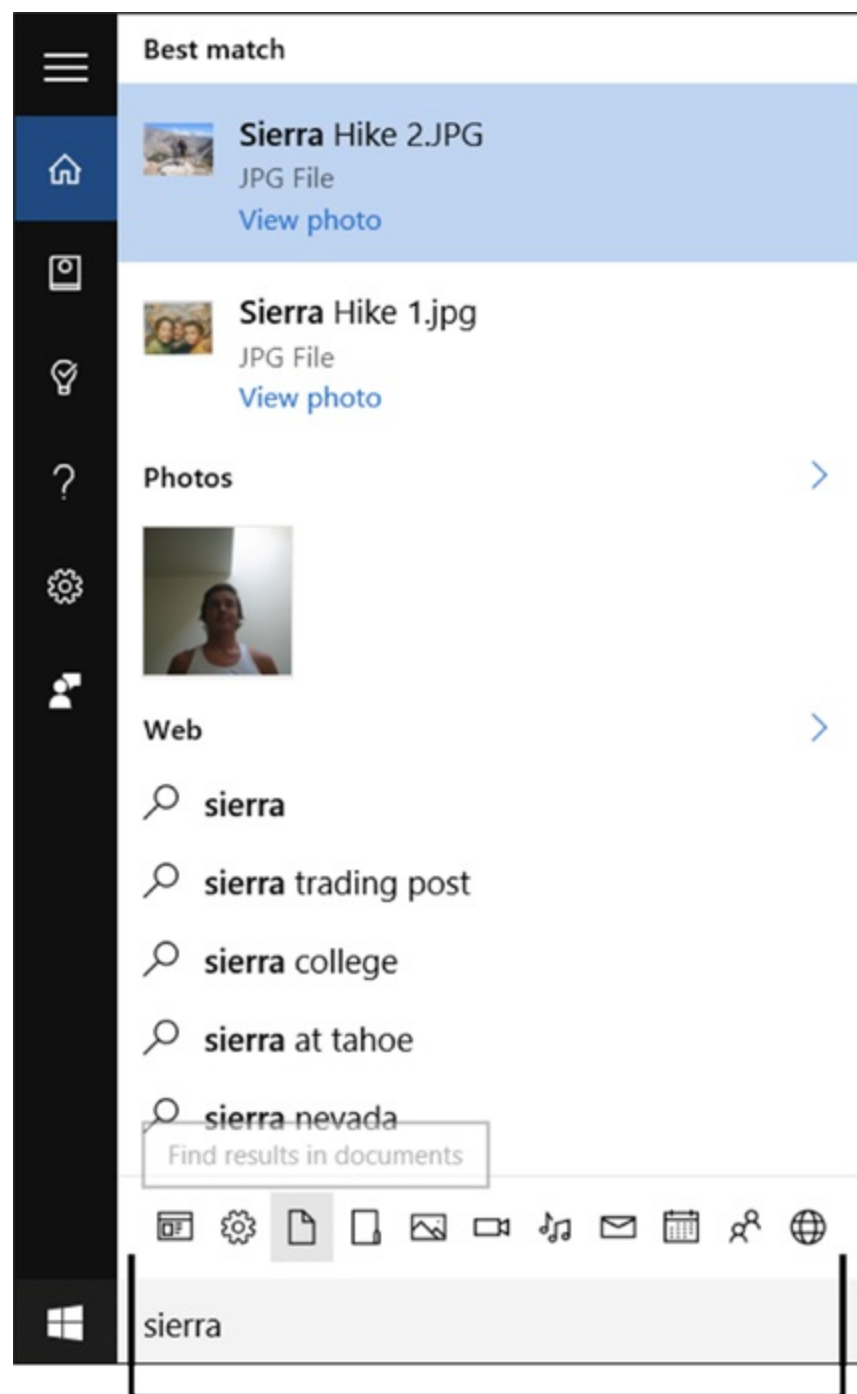 Best match
Sierra Hike 2.JPG
JPG File
View photo
Sierra Hike 1.jpg
JPG File
View photo
Photos
Web
sierra
sierra trading post
sierra college
sierra at tahoe
sierra nevada
Find results in documents
sierra